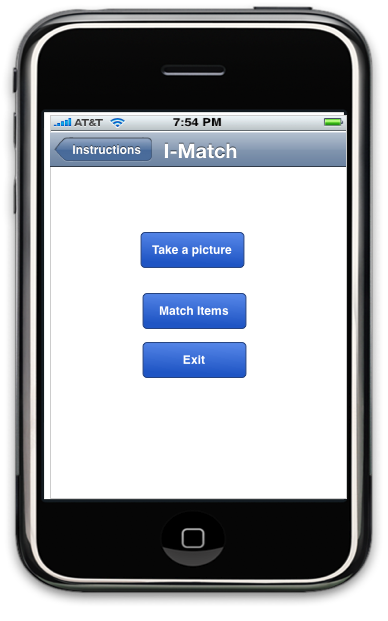 AT&T 7:54 PM
Instructions I-Match
Take a picture
Match Items
Exit